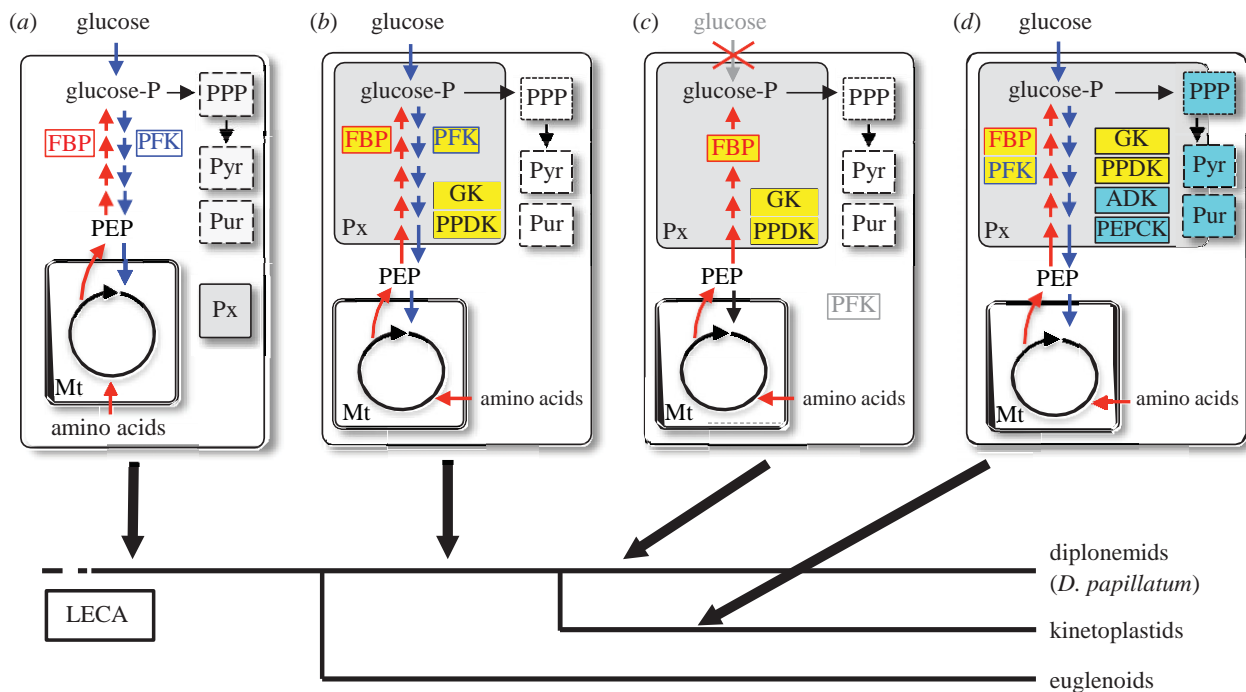 (a)
glucose
glucose-P
PPP
FBP
PFK
Pyr
PEP
Pur
Px
Mt
amino acids
(b)
glucose
glucose-P
PPP
FBP
PFK
Pyr
GK
PPDK
Pur
Px
PEP
Mt
amino acids
(c)
glucose
glucose-P
PPP
FBP
Pyr
GK
PPDK
Pur
Px
PEP
PFK
Mt
amino acids
(d)
glucose
glucose-P
PPP
FBP
GK
PFK
PPDK
Pyr
ADK
Pur
Px
PEPCK
PEP
Mt
amino acids
diplonemids
(D. papillatum)
LECA
kinetoplastids
euglenoids